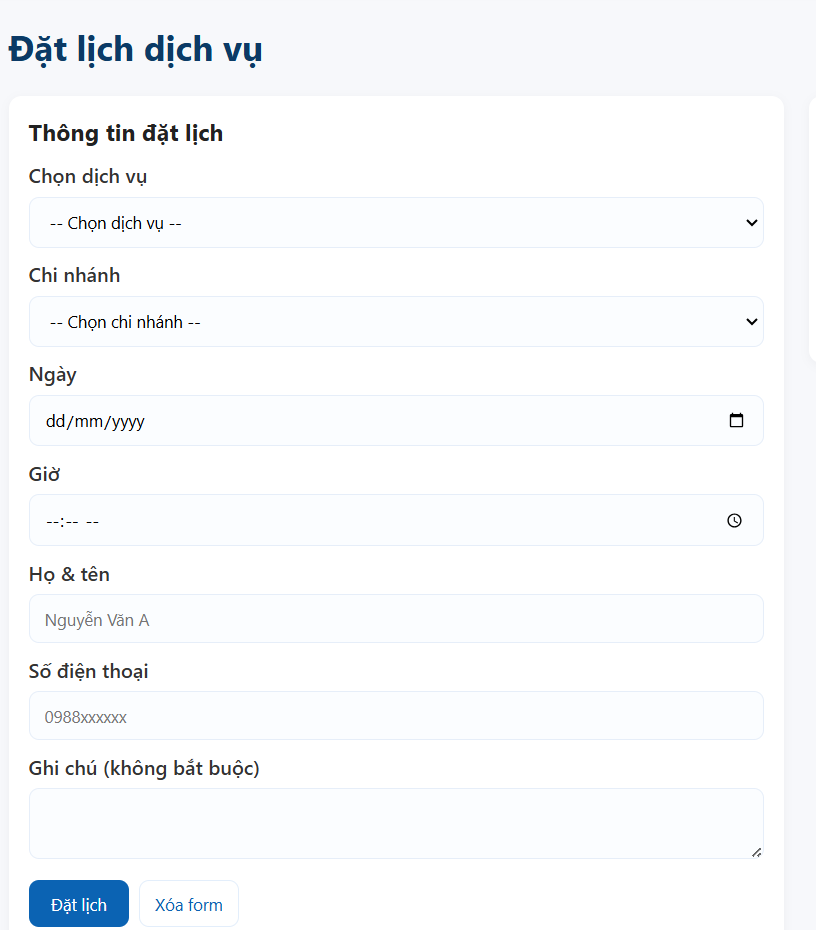 Đặt lịch dịch vụ
Thông tin đặt lịch
Chọn dịch vụ
-- Chọn dịch vụ --
Chi nhánh
-- Chọn chi nhánh --
Ngày
dd/mm/yyyy
Giờ
--:-- --
Họ & tên
Nguyễn Văn A
Số điện thoại
0988xxxxxx
Ghi chú (không bắt buộc)
Đặt lịch Xóa form